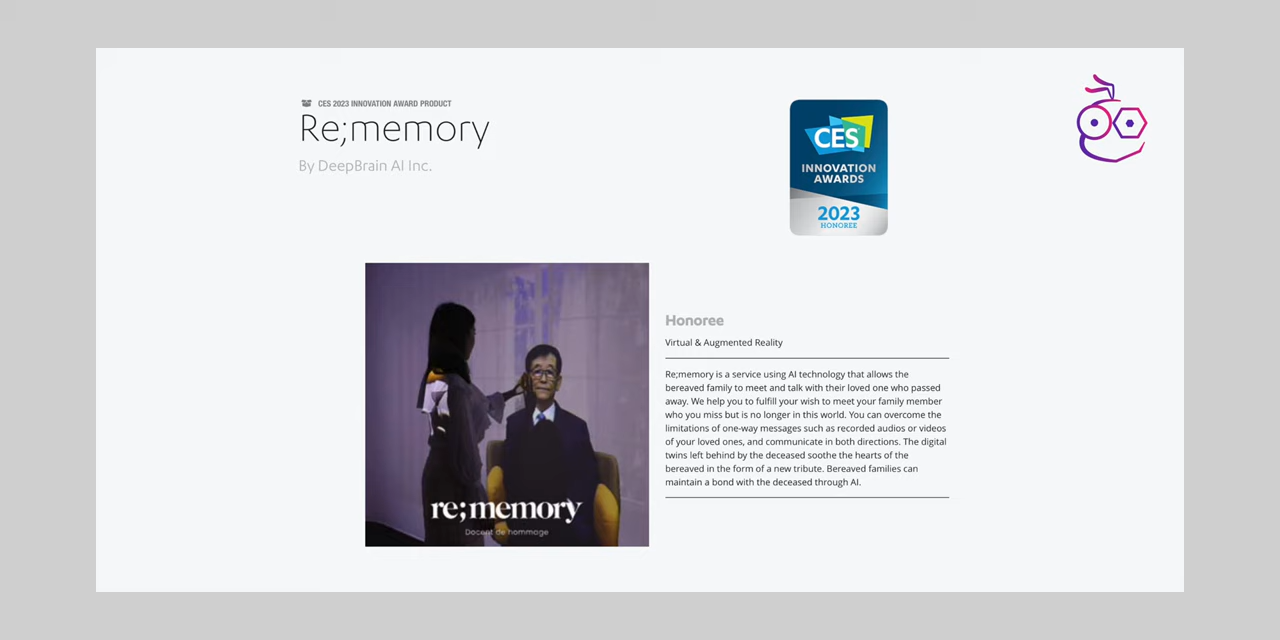 CES 2023 INNOVATION AWARD PRODUCT
Re;memory
By DeepBrain AI Inc.
CES
INNOVATION
AWARDS
2023
HONOREE
re;memory
Docent de hommage
Honoree
Virtual & Augmented Reality
Re;memory is a service using AI technology that allows the
bereaved family to meet and talk with their loved one who passed
away. We help you to fulfill your wish to meet your family member
who you miss but is no longer in this world. You can overcome the
limitations of one-way messages such as recorded audios or videos
of your loved ones, and communicate in both directions. The digital
twins left behind by the deceased soothe the hearts of the
bereaved in the form of a new tribute. Bereaved families can
maintain a bond with the deceased through AI.